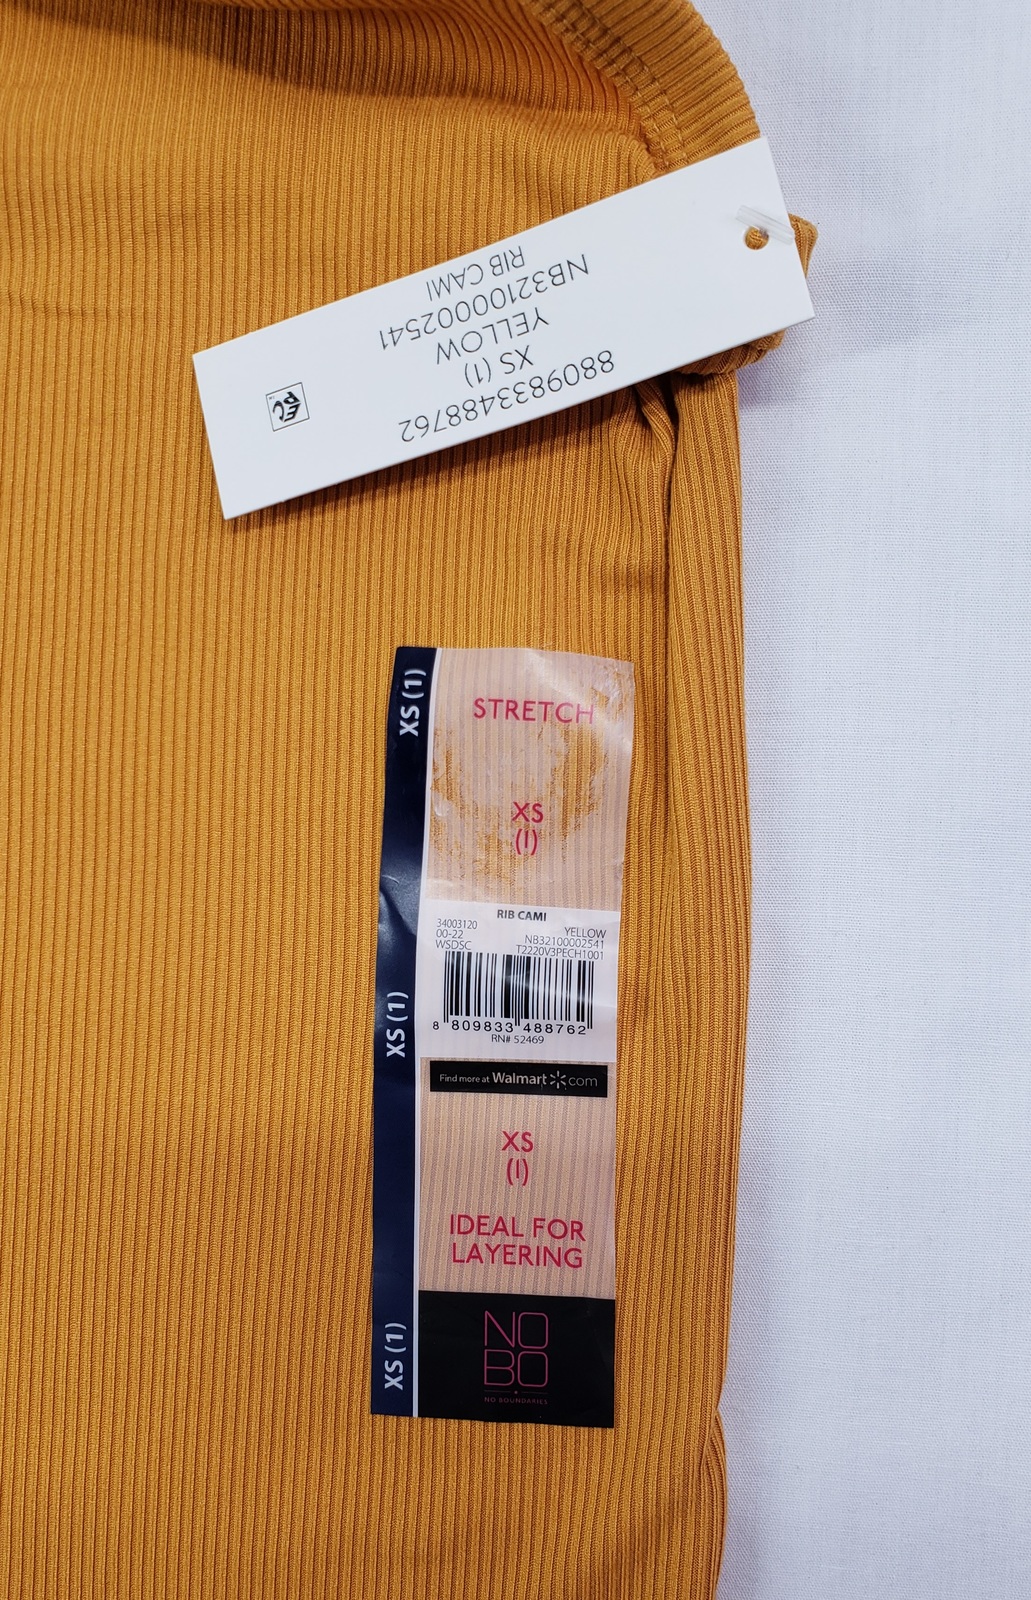 RIB CAMI
NB32100002541
YELLOW
XS (1)
8809833488762
EPC
XS (1)
STRETCH
XS
(1)
RIB CAMI
34003120
00-22
WSDSC
YELLOW
NB32100002541
T2220V3PECH1001
8 809833 488762
RN# 52469
XS (1)
Find more at Walmart com
XS
(1)
IDEAL FOR
LAYERING
XS (1)
NO
BO
NO BOUNDARIES